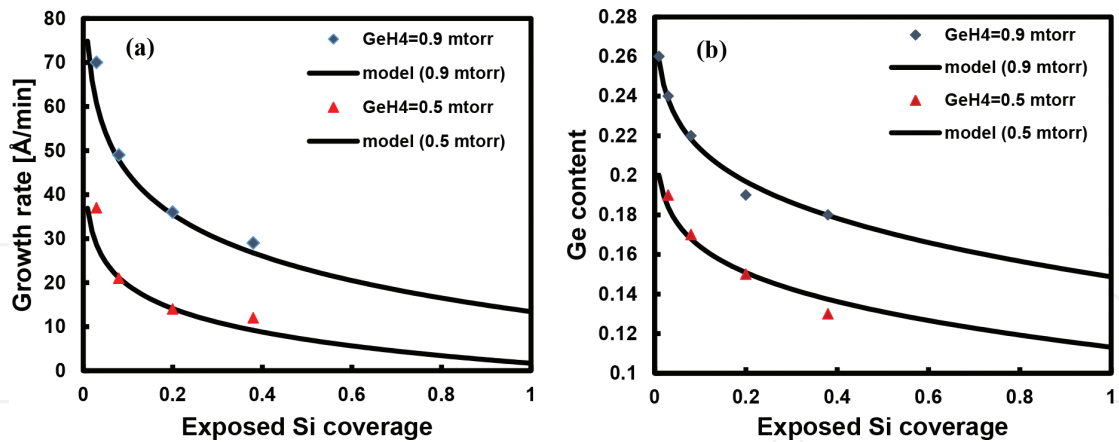 (a)
GeH4=0.9 mtorr
model (0.9 mtorr)
GeH4=0.5 mtorr
model (0.5 mtorr)
Growth rate [Å/min]
80
70
60
50
40
30
20
10
0
0 0.2 0.4 0.6 0.8 1
Exposed Si coverage
(b)
GeH4=0.9 mtorr
model (0.9 mtorr)
GeH4=0.5 mtorr
model (0.5 mtorr)
Ge content
0.28
0.26
0.24
0.22
0.2
0.18
0.16
0.14
0.12
0.1
0 0.2 0.4 0.6 0.8 1
Exposed Si coverage